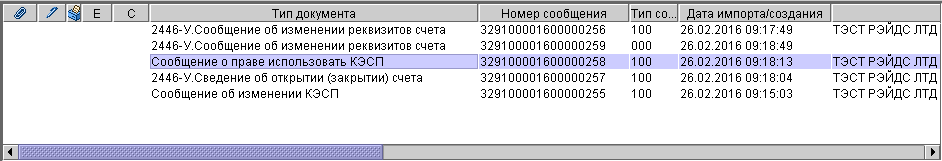 Е С Тип документа Номер сообщения Тип со... Дата импорта/создания
2446-У.Сообщение об изменении реквизитов счета 329100001600000256 100 26.02.2016 09:17:49 ТЭСТ РЭЙДС ЛТД
2446-У.Сообщение об изменении реквизитов счета 329100001600000259 000 26.02.2016 09:18:49
Сообщение о праве использовать КЭСП 329100001600000258 100 26.02.2016 09:18:13 ТЭСТ РЭЙДС ЛТД
2446-У.Сведение об открытии (закрытии) счета 329100001600000257 100 26.02.2016 09:18:04 ТЭСТ РЭЙДС ЛТД
Сообщение об изменении КЭСП 329100001600000255 100 26.02.2016 09:15:03 ТЭСТ РЭЙДС ЛТД